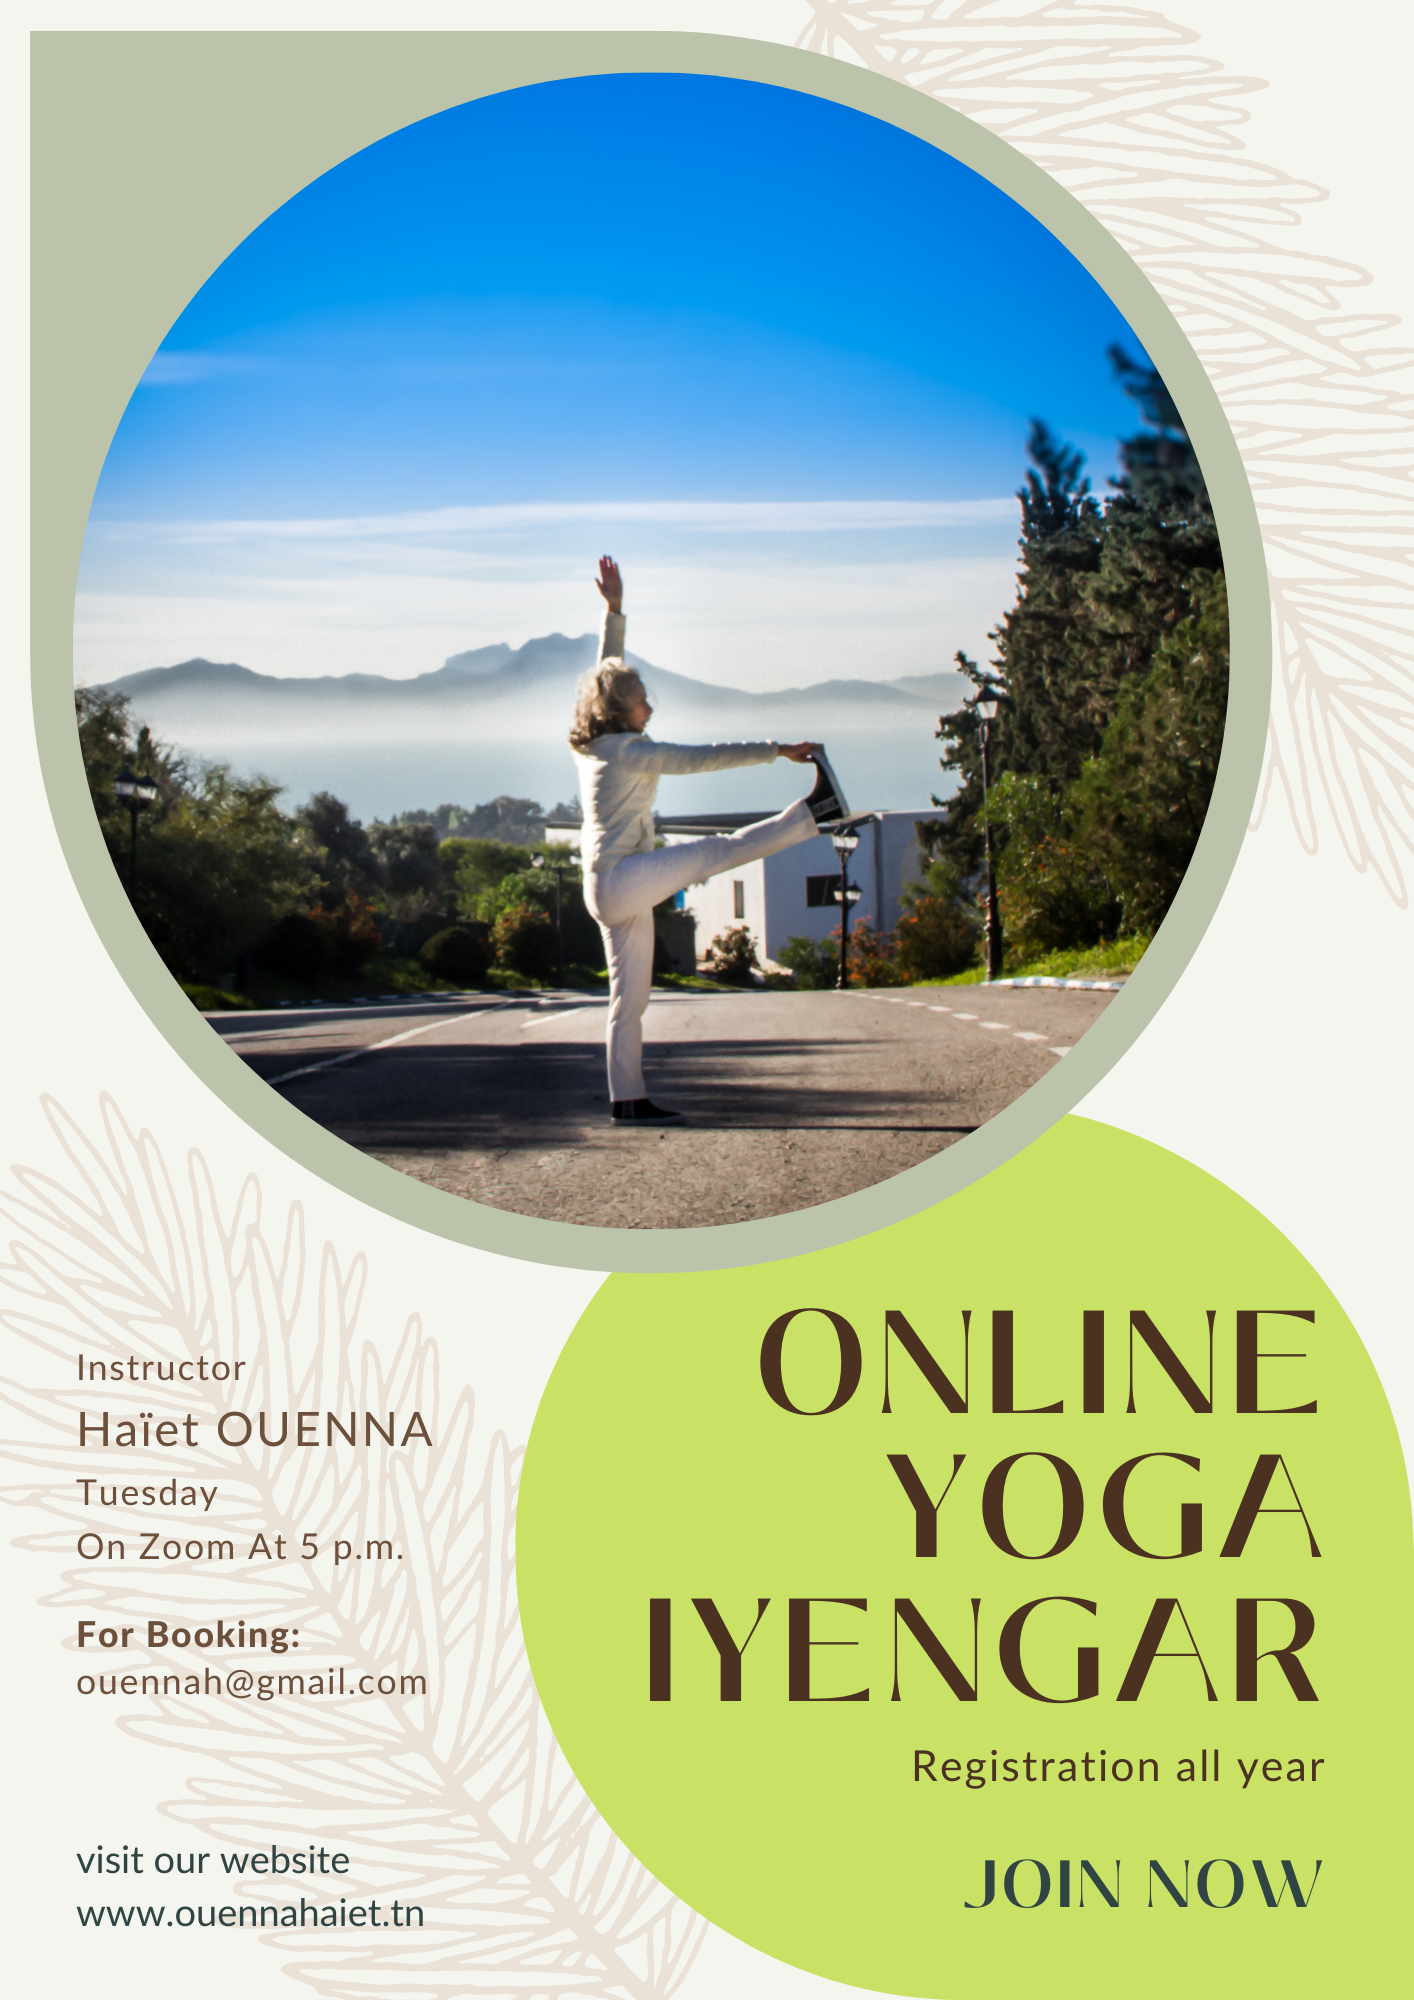 ONLINE
YOGA
IYENGAR
Registration all year
JOIN NOW
Instructor
Haïet OUENNA
Tuesday
On Zoom At 5 p.m.
For Booking:
ouennah@gmail.com
visit our website
www.ouennahaiet.tn